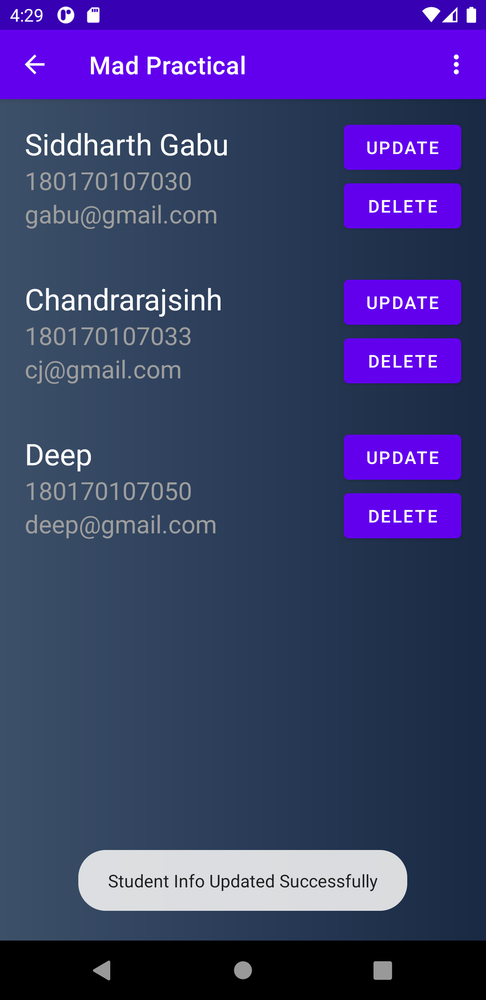 4:29
Mad Practical
Siddharth Gabu
UPDATE
180170107030
DELETE
gabu@gmail.com
Chandrarajsinh
UPDATE
180170107033
DELETE
cj@gmail.com
Deep
UPDATE
180170107050
DELETE
deep@gmail.com
Student Info Updated Successfully